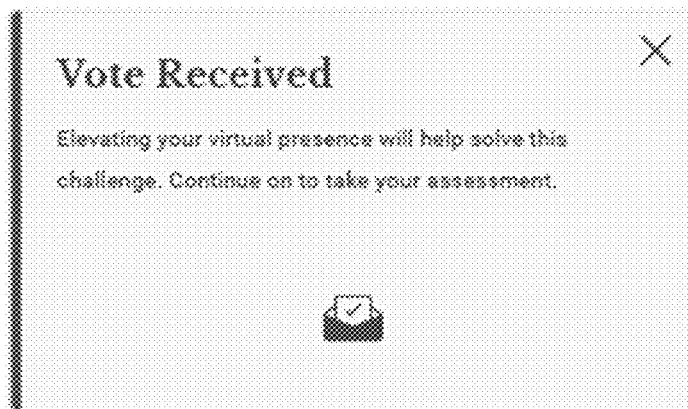 Vote Received
Elevating your virtual presence will help solve this
challenge. Continue on to take your assessment.